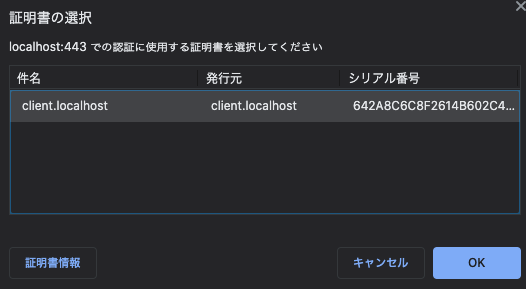 証明書の選択
localhost:443 での認証に使用する証明書を選択してください
件名 発行元 シリアル番号
client.localhost client.localhost 642A8C6C8F2614B602C4...
証明書情報 キャンセル OK